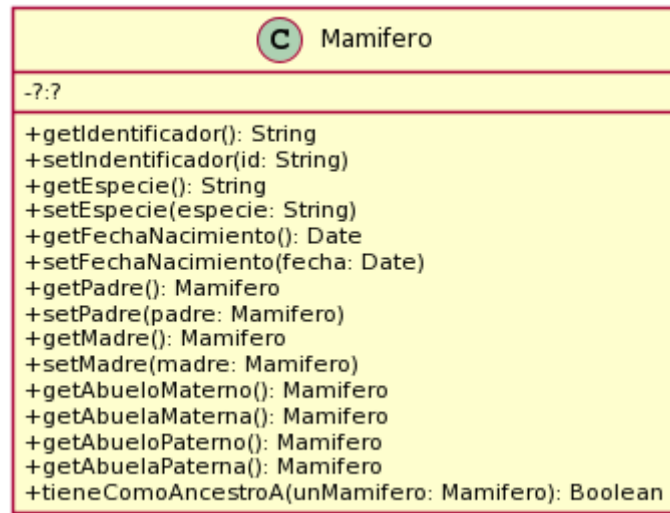 C Mamifero
-?:?
+getIdentificador(): String
+setIndentificador(id: String)
+getEspecie(): String
+setEspecie(especie: String)
+getFechaNacimiento(): Date
+setFechaNacimiento(fecha: Date)
+getPadre(): Mamifero
+setPadre(padre: Mamifero)
+getMadre(): Mamifero
+setMadre(madre: Mamifero)
+getAbueloMaterno(): Mamifero
+getAbuelaMaterna(): Mamifero
+getAbueloPaterno(): Mamifero
+getAbuelaPaterna(): Mamifero
+tieneComoAncestroA(unMamifero: Mamifero): Boolean